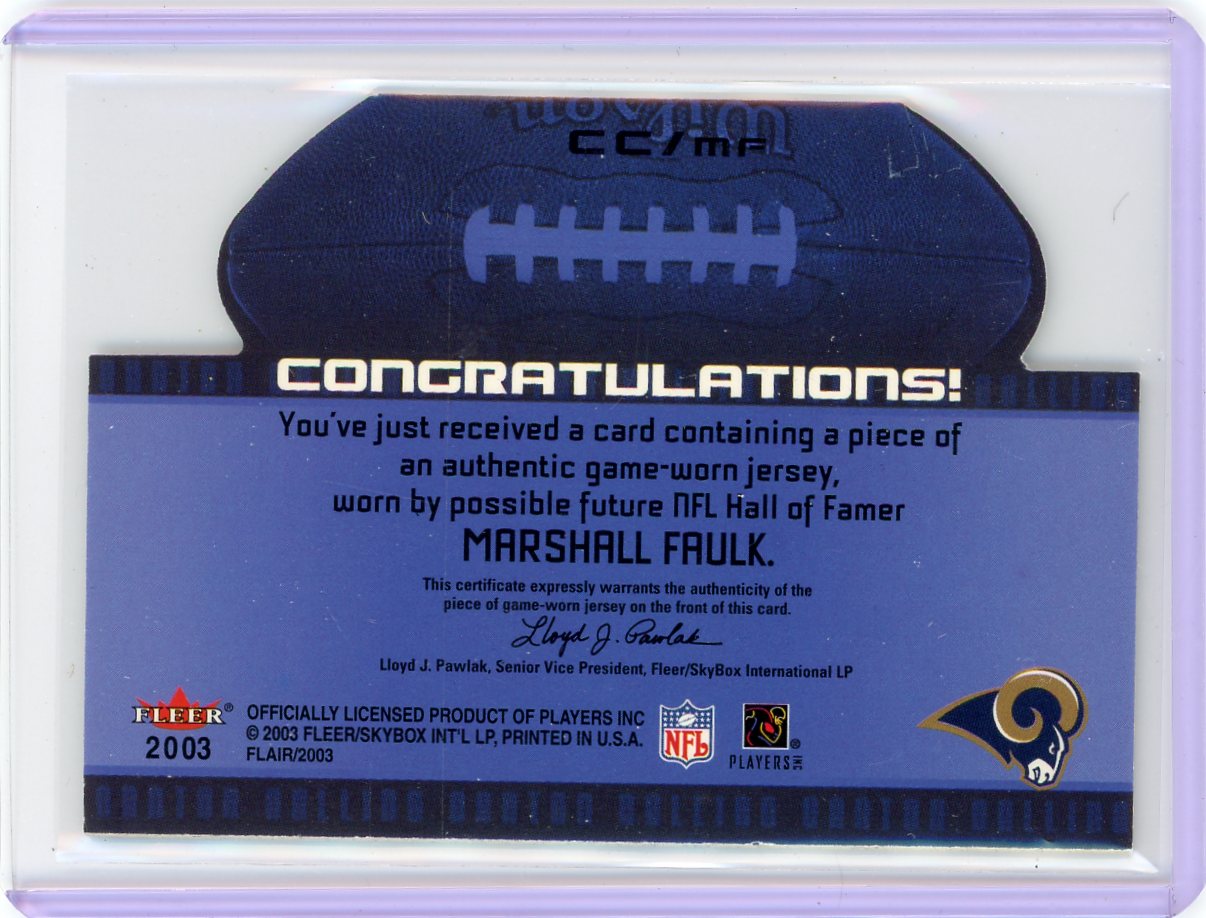 Wilson
CC/MF
CONGRATULATIONS!
You've just received a card containing a piece of
an authentic game-worn jersey,
worn by possible future NFL Hall of Famer
MARSHALL FAULK.
This certificate expressly warrants the authenticity of the
piece of game-worn jersey on the front of this card.
Lloyd J. Pawlak
Lloyd J. Pawlak, Senior Vice President, Fleer/SkyBox International LP
FLEER®
2003
OFFICIALLY LICENSED PRODUCT OF PLAYERS INC
© 2003 FLEER/SKYBOX INT'L LP, PRINTED IN U.S.A.
FLAIR/2003
NFL
PLAYERS INC ®